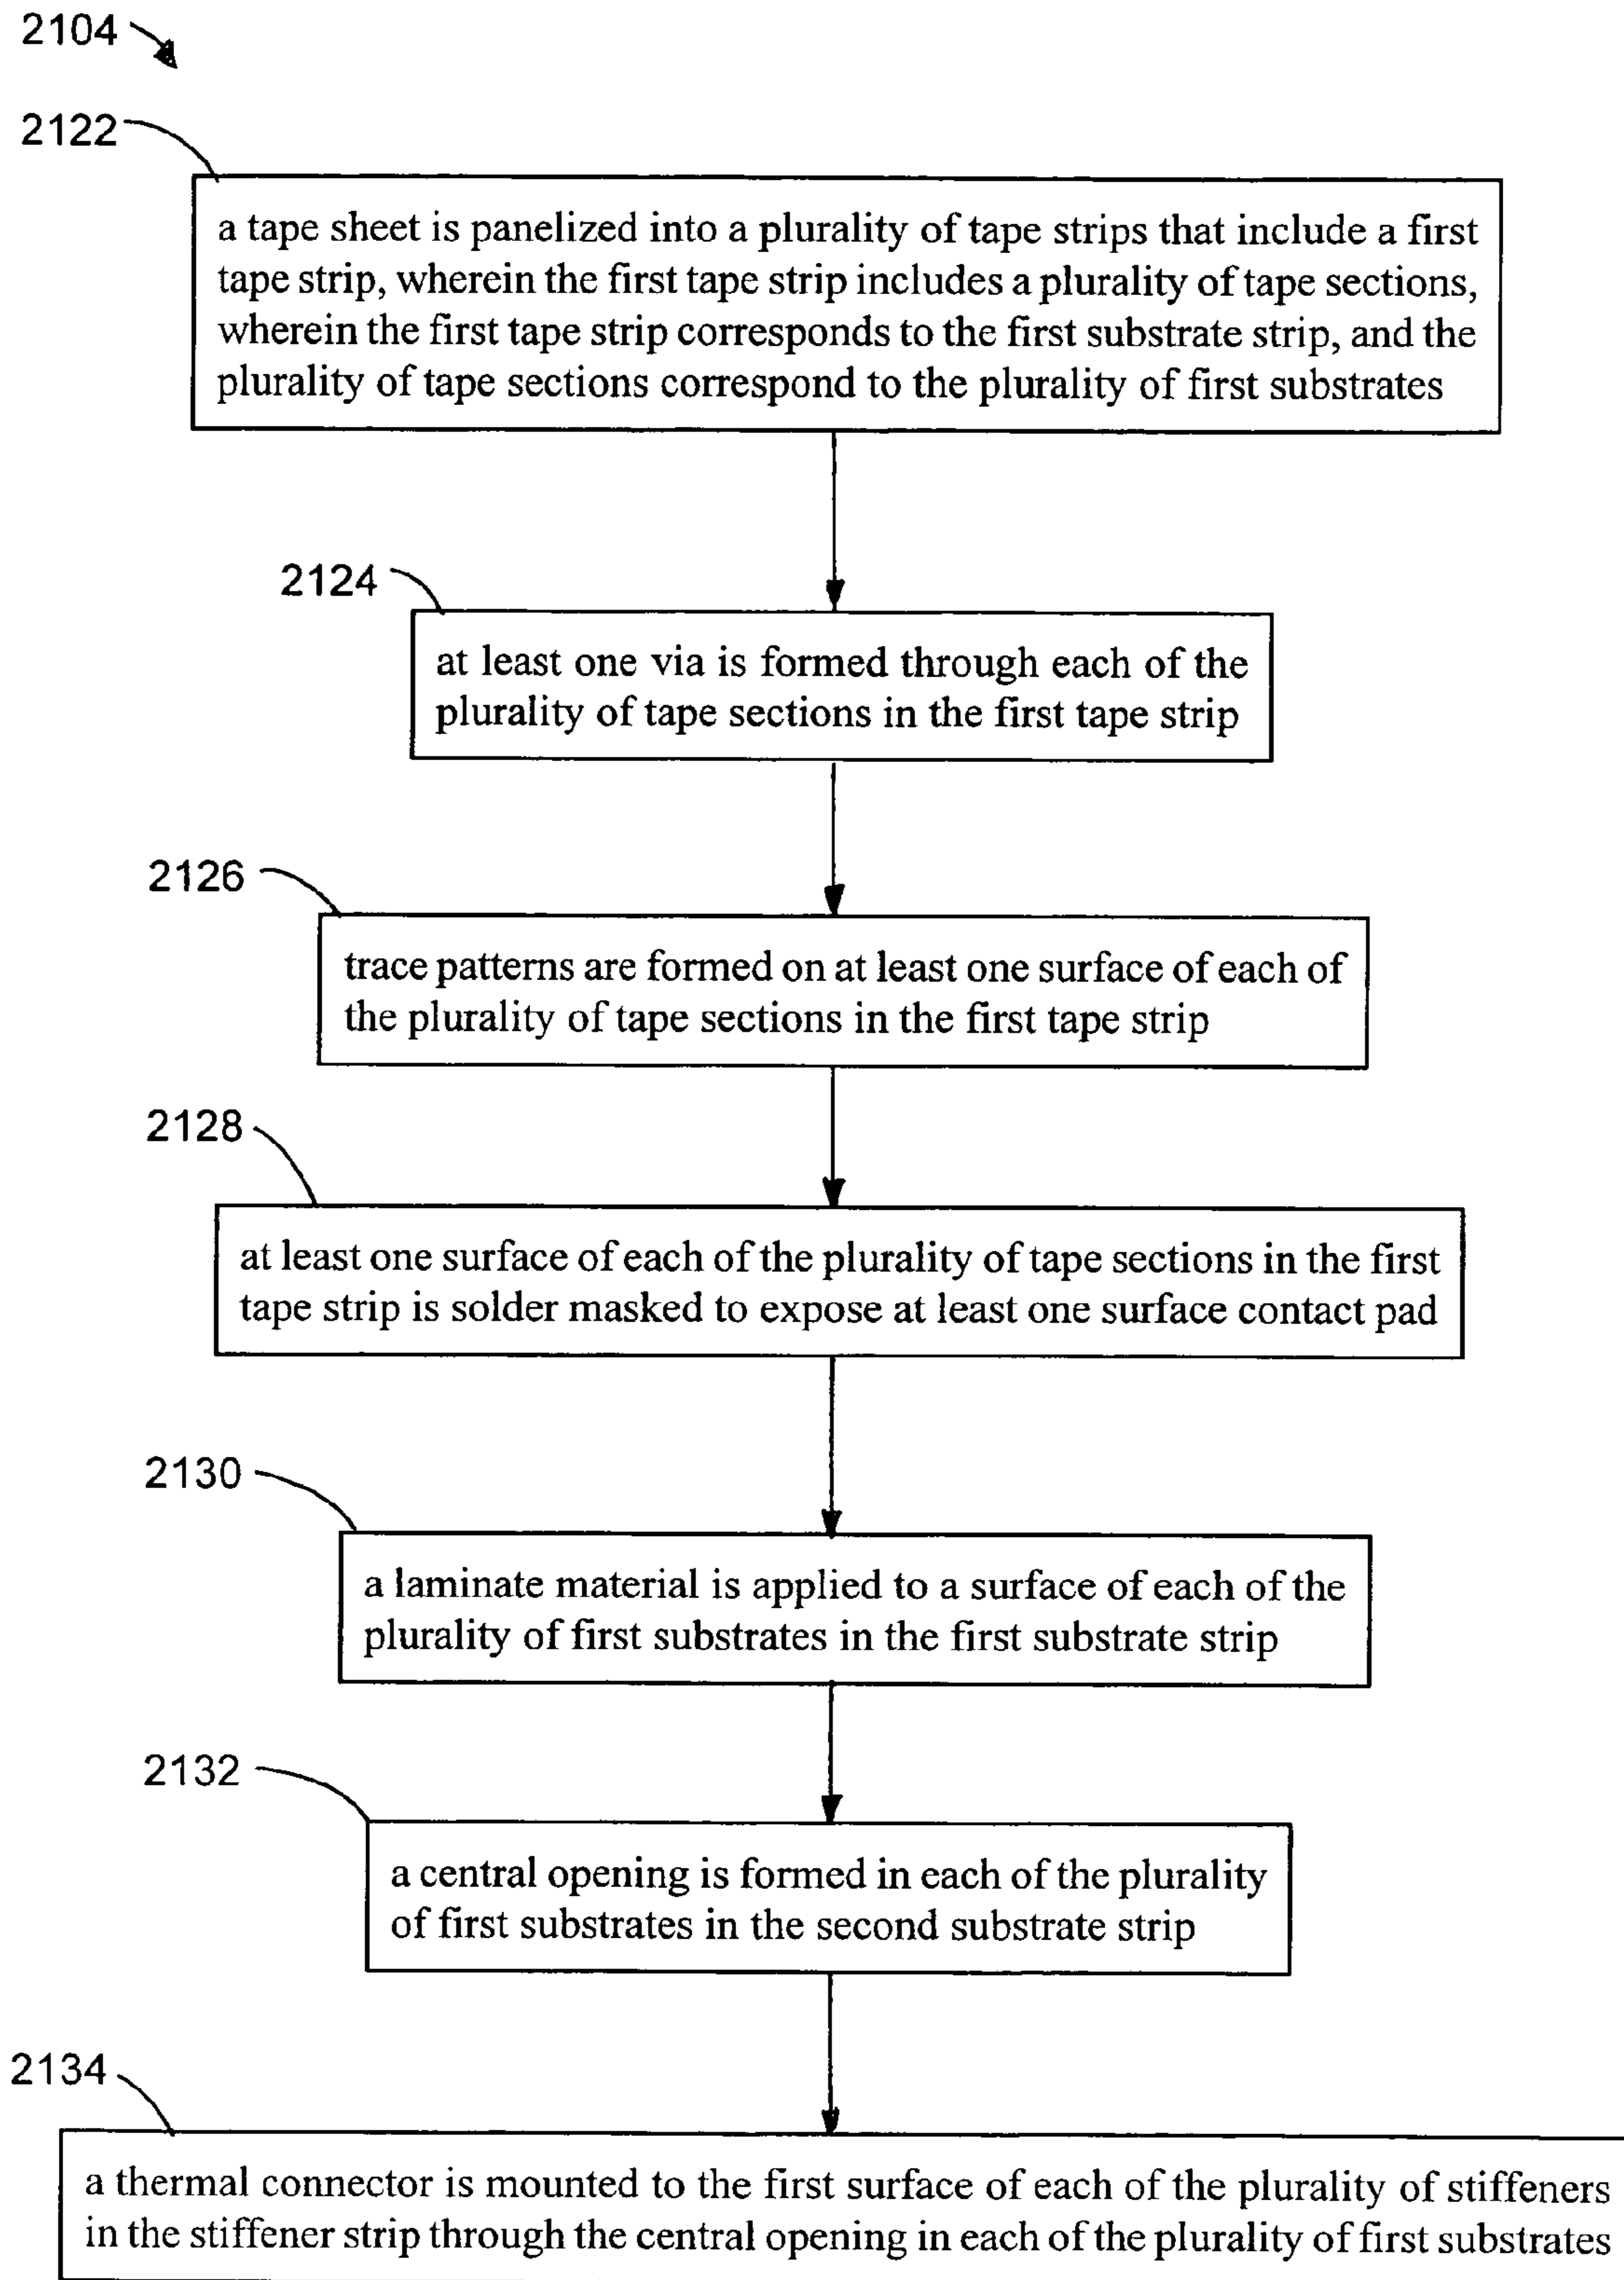 2104
2122
a tape sheet is panelized into a plurality of tape strips that include a first
tape strip, wherein the first tape strip includes a plurality of tape sections,
wherein the first tape strip corresponds to the first substrate strip, and the
plurality of tape sections correspond to the plurality of first substrates
2124
at least one via is formed through each of the
plurality of tape sections in the first tape strip
2126
trace patterns are formed on at least one surface of each of
the plurality of tape sections in the first tape strip
2128
at least one surface of each of the plurality of tape sections in the first
tape strip is solder masked to expose at least one surface contact pad
2130
a laminate material is applied to a surface of each of the
plurality of first substrates in the first substrate strip
2132
a central opening is formed in each of the plurality
of first substrates in the second substrate strip
2134
a thermal connector is mounted to the first surface of each of the plurality of stiffeners
in the stiffener strip through the central opening in each of the plurality of first substrates